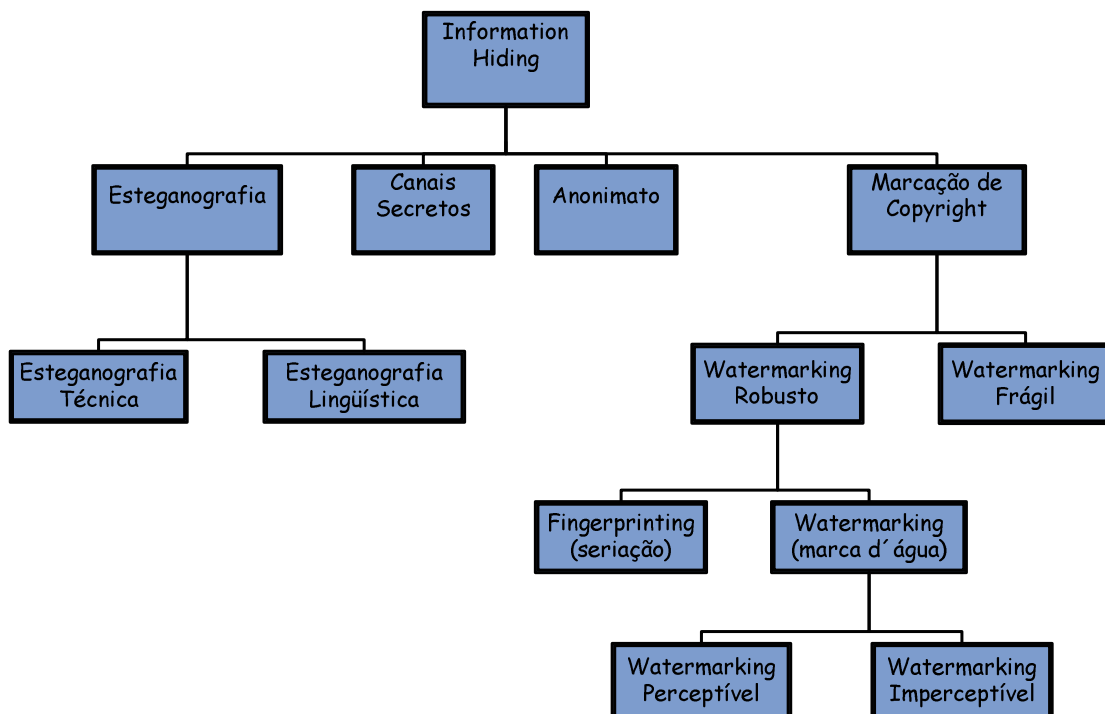 Information
Hiding
Esteganografia
Canais
Secretos
Anonimato
Marcação de
Copyright
Esteganografia
Técnica
Esteganografia
Lingüística
Watermarking
Robusto
Watermarking
Frágil
Fingerprinting
(seriação)
Watermarking
(marca d´água)
Watermarking
Perceptível
Watermarking
Imperceptível